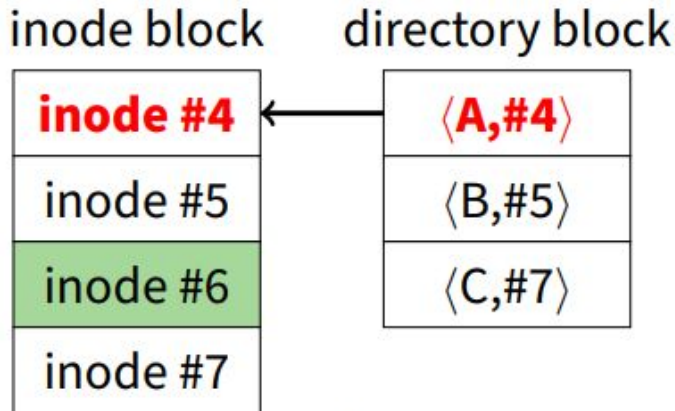 inode block
directory block
inode #4
⟨A,#4⟩
inode #5
⟨B,#5⟩
inode #6
⟨C,#7⟩
inode #7